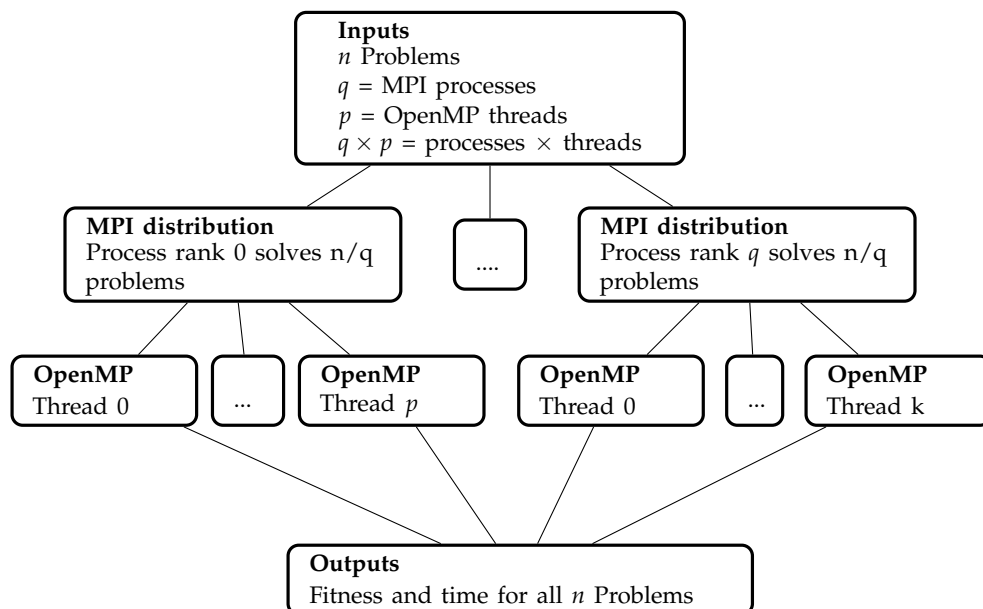 Inputs
n Problems
q = MPI processes
p = OpenMP threads
q × p = processes × threads
MPI distribution
Process rank 0 solves n/q
problems
....
MPI distribution
Process rank q solves n/q
problems
OpenMP
Thread 0
...
OpenMP
Thread p
OpenMP
Thread 0
...
OpenMP
Thread k
Outputs
Fitness and time for all n Problems